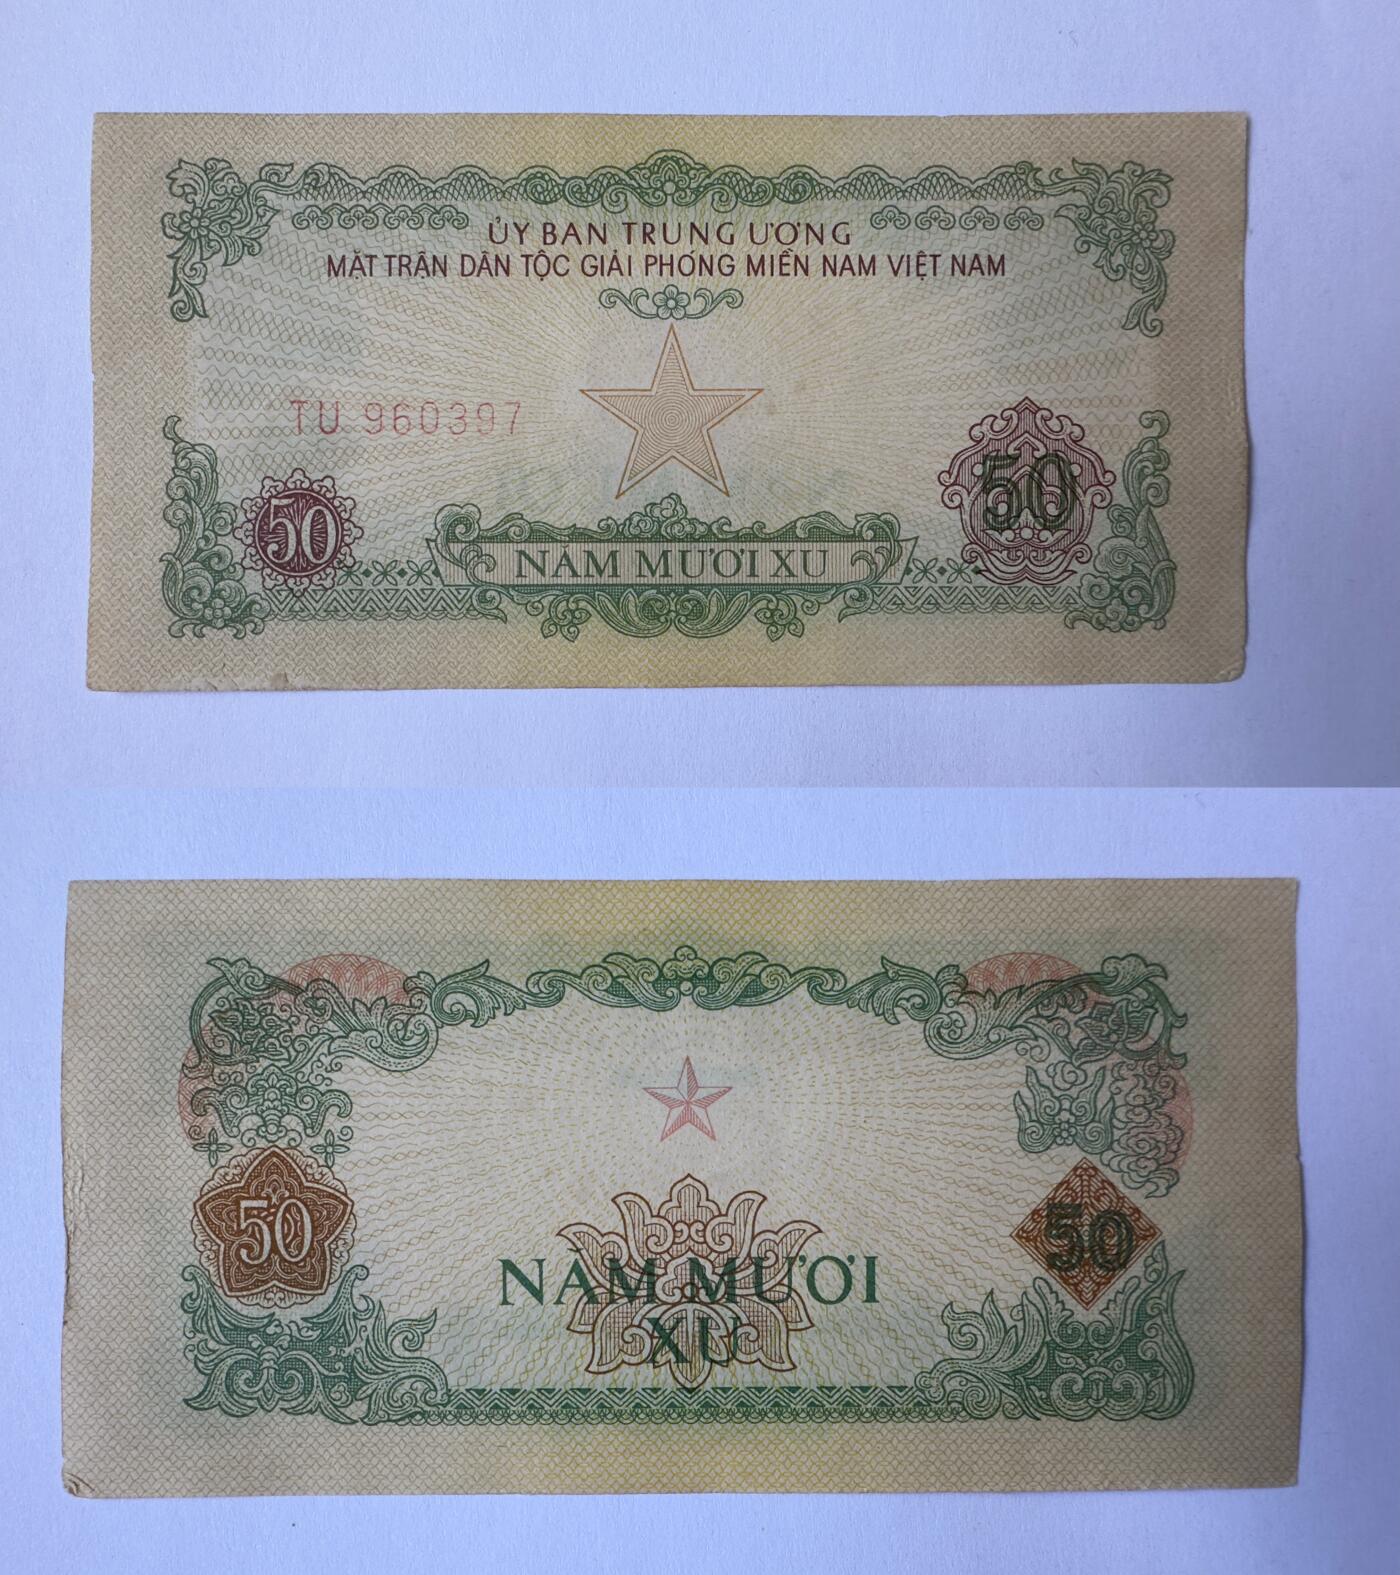 ỦY BAN TRUNG ƯƠNG
MẶT TRẬN DÂN TỘC GIẢI PHÓNG MIỀN NAM VIỆT NAM
TU 960397
50
50
NĂM MƯƠI XU
50
50
NĂM MƯƠI
XU